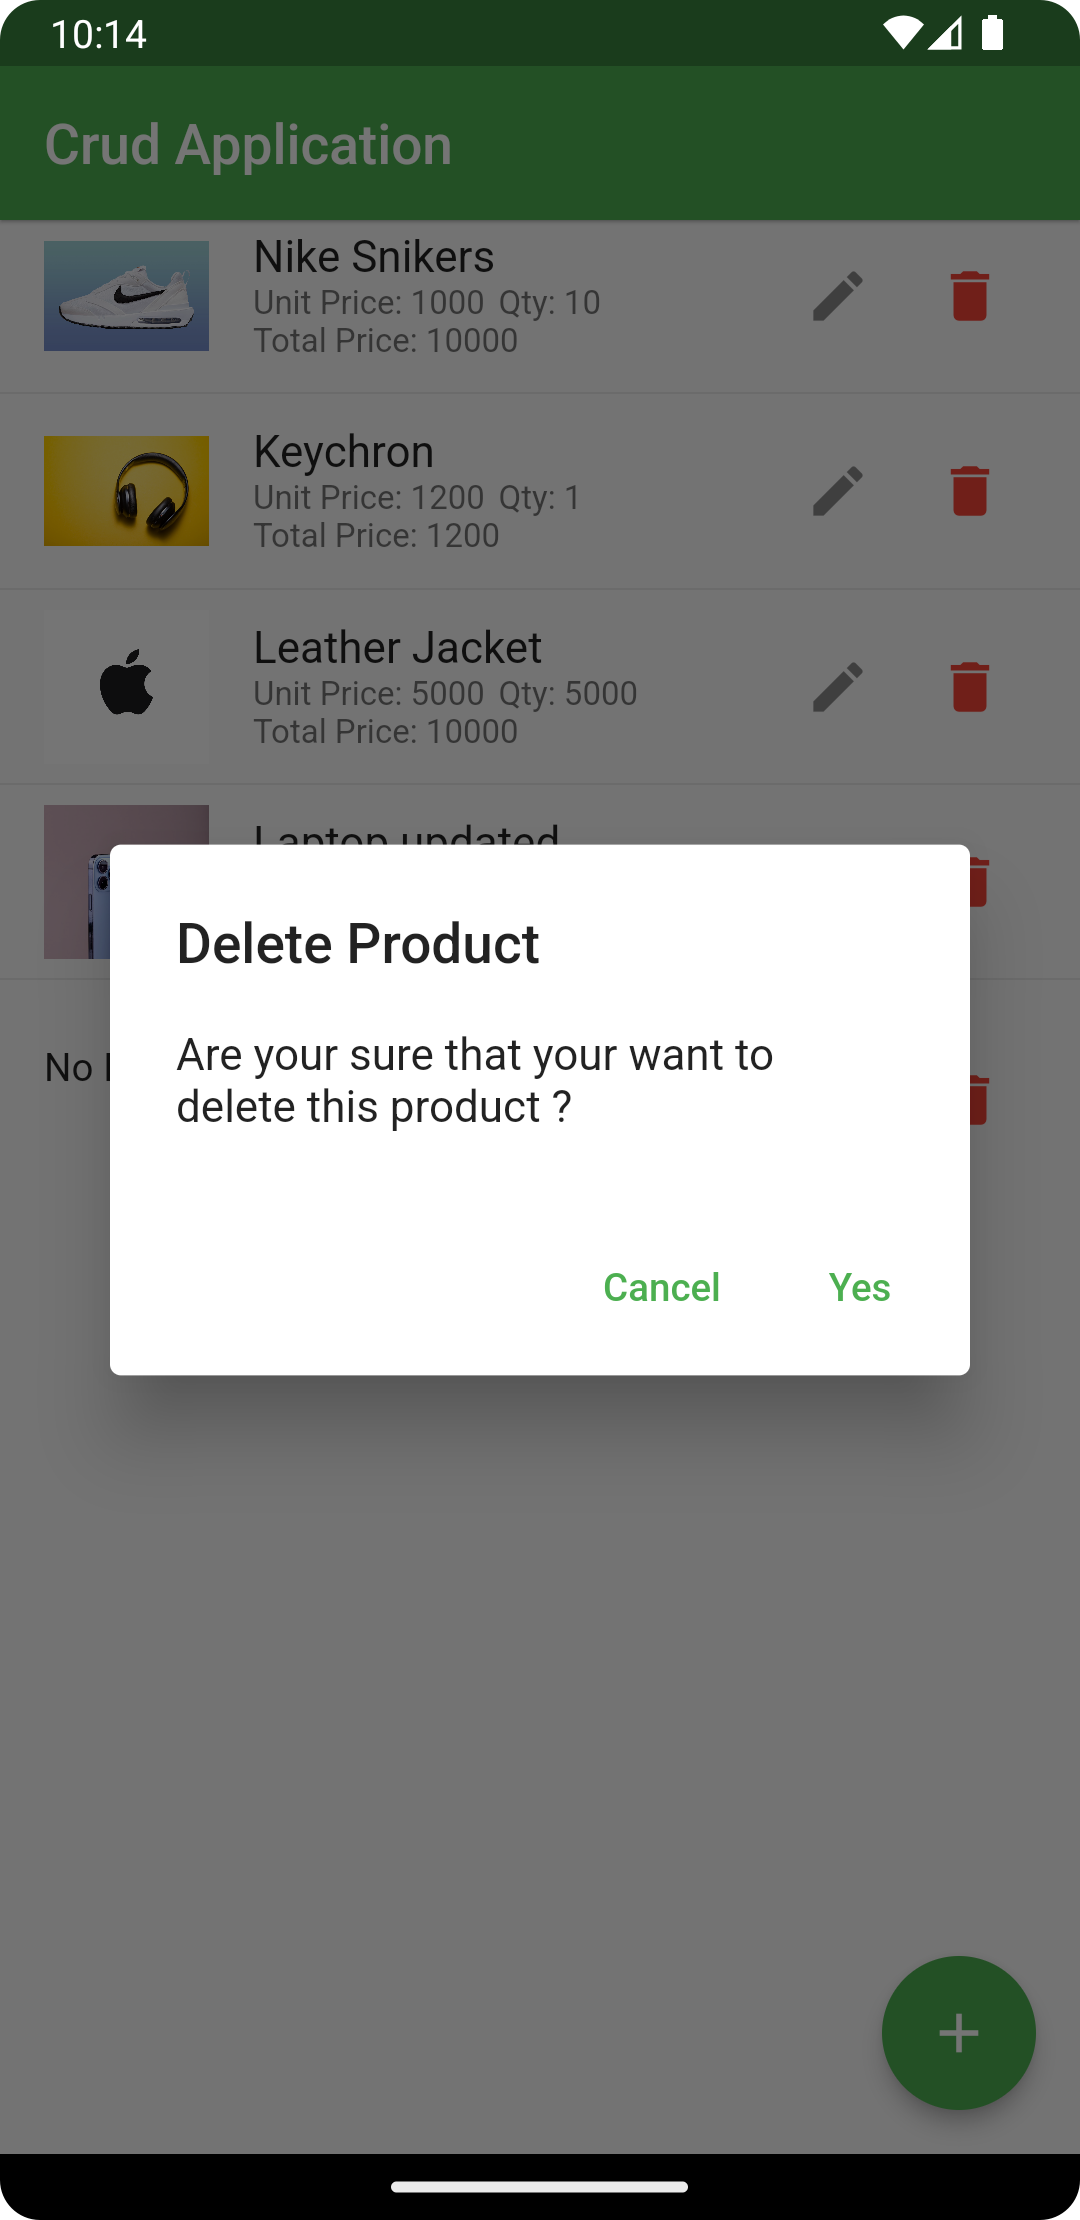 10:14
Crud Application
Nike Snikers
Unit Price: 1000 Qty: 10
Total Price: 10000
Keychron
Unit Price: 1200 Qty: 1
Total Price: 1200
Leather Jacket
Unit Price: 5000 Qty: 5000
Total Price: 10000
Laptop updated
No
Delete Product
Are your sure that your want to
delete this product ?
Cancel Yes